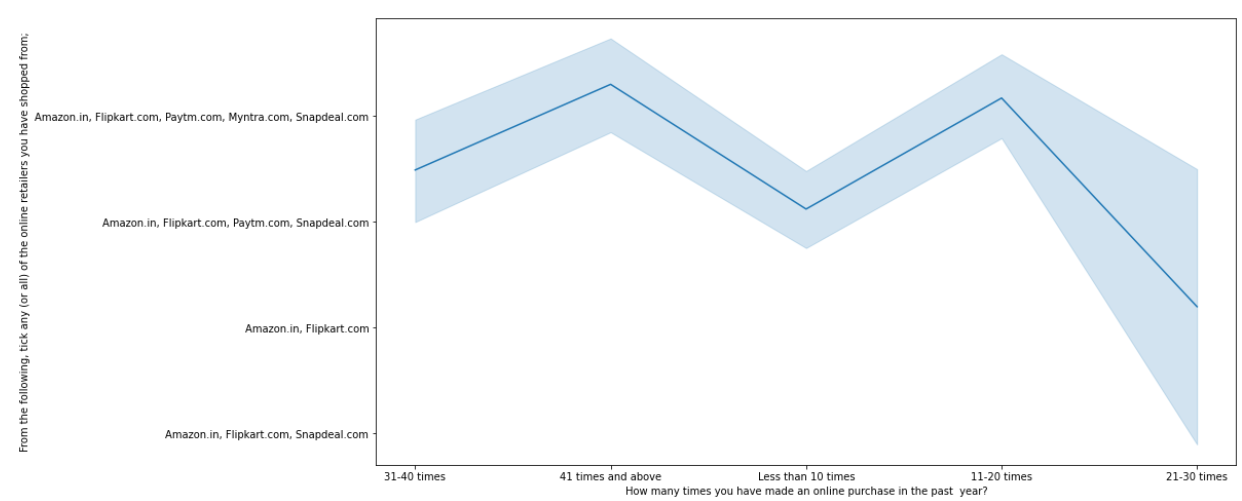 From the following, tick any (or all) of the online retailers you have shopped from;
Amazon.in, Flipkart.com, Paytm.com, Myntra.com, Snapdeal.com
Amazon.in, Flipkart.com, Paytm.com, Snapdeal.com
Amazon.in, Flipkart.com
Amazon.in, Flipkart.com, Snapdeal.com
31-40 times
41 times and above
Less than 10 times
11-20 times
21-30 times
How many times you have made an online purchase in the past  year?